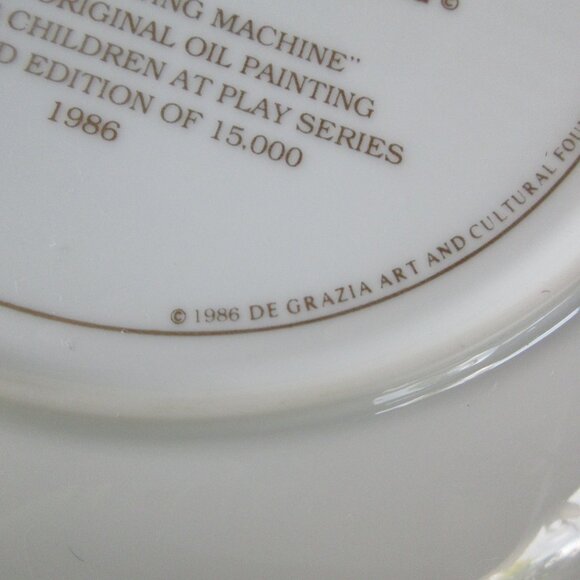 ©
ING MACHINE"
ORIGINAL OIL PAINTING
CHILDREN AT PLAY SERIES
D EDITION OF 15,000
1986
© 1986 DE GRAZIA ART AND CULTURAL FOU